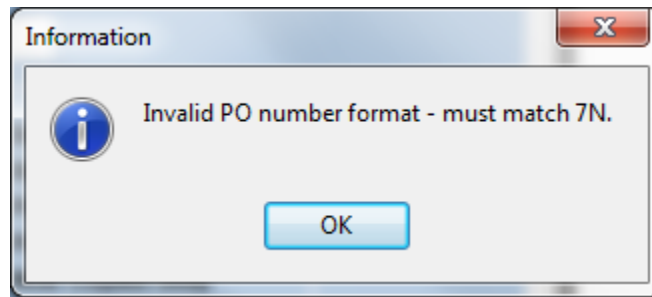 Information
Invalid PO number format - must match 7N.
OK